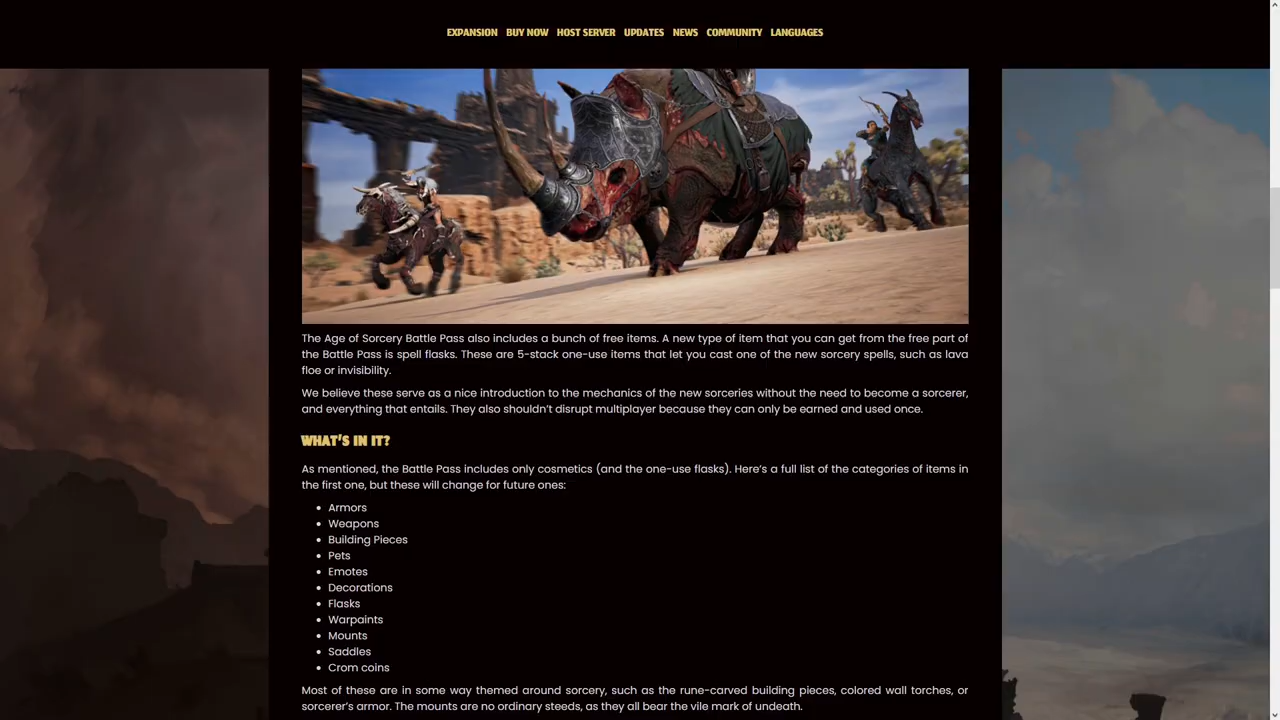 EXPANSION BUY NOW HOST SERVER UPDATES NEWS COMMUNITY LANGUAGES
The Age of Sorcery Battle Pass also includes a bunch of free items. A new type of item that you can get from the free part of
the Battle Pass is spell flasks. These are 5-stack one-use items that let you cast one of the new sorcery spells, such as lava
floe or invisibility.
We believe these serve as a nice introduction to the mechanics of the new sorceries without the need to become a sorcerer,
and everything that entails. They also shouldn't disrupt multiplayer because they can only be earned and used once.
WHAT'S IN IT?
As mentioned, the Battle Pass includes only cosmetics (and the one-use flasks). Here's a full list of the categories of items in
the first one, but these will change for future ones:
• Armors
• Weapons
• Building Pieces
• Pets
• Emotes
• Decorations
• Flasks
• Warpaints
• Mounts
• Saddles
• Crom coins
Most of these are in some way themed around sorcery, such as the rune-carved building pieces, colored wall torches, or
sorcerer's armor. The mounts are no ordinary steeds, as they all bear the vile mark of undeath.